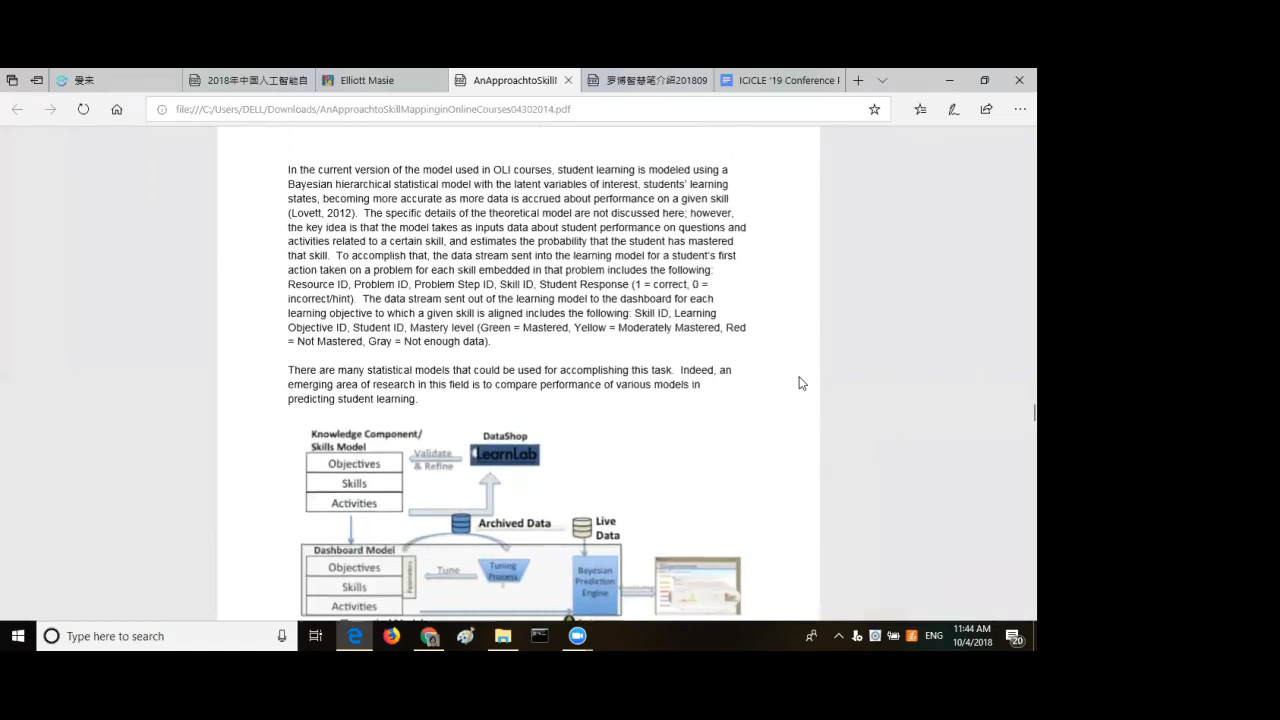 爱来
2018年中国人工智能自
Elliott Masie
AnApproachtoSkillI
罗博智慧笔介紹201809
ICICLE '19 Conference F
file:///C:/Users/DELL/Downloads/AnApproachtoSkillMappinginOnlineCourses04302014.pdf
In the current version of the model used in OLI courses, student learning is modeled using a
Bayesian hierarchical statistical model with the latent variables of interest, students' learning
states, becoming more accurate as more data is accrued about performance on a given skill
(Lovett, 2012).  The specific details of the theoretical model are not discussed here; however,
the key idea is that the model takes as inputs data about student performance on questions and
activities related to a certain skill, and estimates the probability that the student has mastered
that skill.  To accomplish that, the data stream sent into the learning model for a student's first
action taken on a problem for each skill embedded in that problem includes the following:
Resource ID, Problem ID, Problem Step ID, Skill ID, Student Response (1 = correct, 0 =
incorrect/hint).  The data stream sent out of the learning model to the dashboard for each
learning objective to which a given skill is aligned includes the following: Skill ID, Learning
Objective ID, Student ID, Mastery level (Green = Mastered, Yellow = Moderately Mastered, Red
= Not Mastered, Gray = Not enough data).
There are many statistical models that could be used for accomplishing this task.  Indeed, an
emerging area of research in this field is to compare performance of various models in
predicting student learning.
Knowledge Component/
Skills Model
Objectives
Skills
Activities
Validate
& Refine
DataShop
LearnLab
Archived Data
Live
Data
Dashboard Model
Objectives
Skills
Activities
Parameters
Tune
Tuning
Process
Bayesian
Prediction
Engine
Type here to search
ENG
11:44 AM
10/4/2018
20